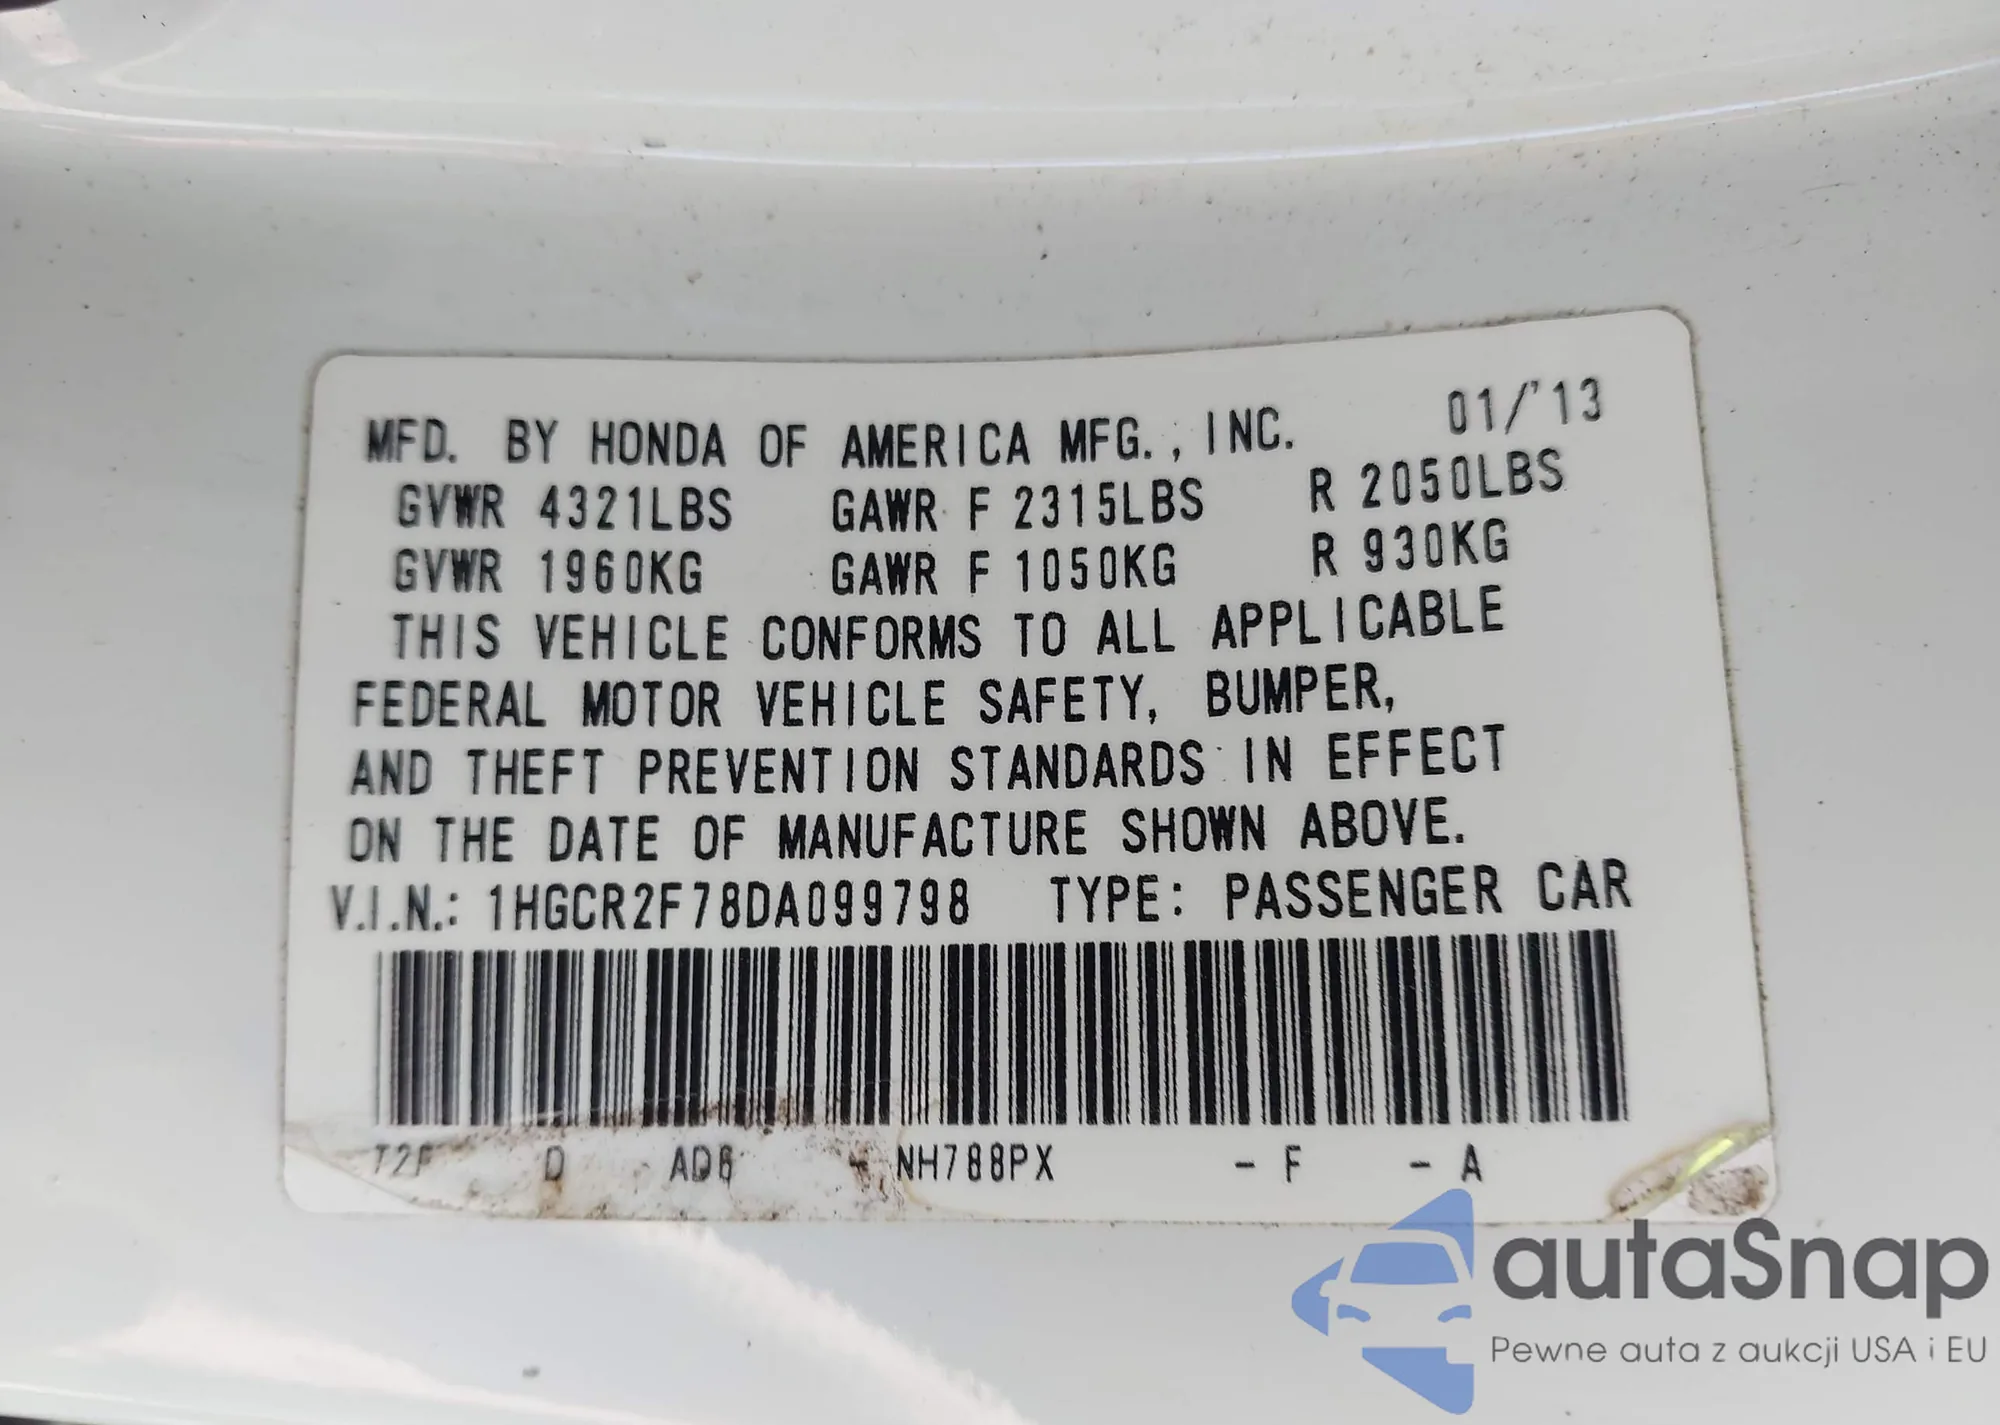 MFD. BY HONDA OF AMERICA MFG., INC. 01/'13
GVWR 4321LBS GAWR F 2315LBS R 2050LBS
GVWR 1960KG GAWR F 1050KG R 930KG
THIS VEHICLE CONFORMS TO ALL APPLICABLE
FEDERAL MOTOR VEHICLE SAFETY, BUMPER,
AND THEFT PREVENTION STANDARDS IN EFFECT
ON THE DATE OF MANUFACTURE SHOWN ABOVE.
V.I.N.: 1HGCR2F78DA099798 TYPE: PASSENGER CAR
T2F D AD6 - NH788PX - F - A
autaSnap
Pewne auta z aukcji USA i EU